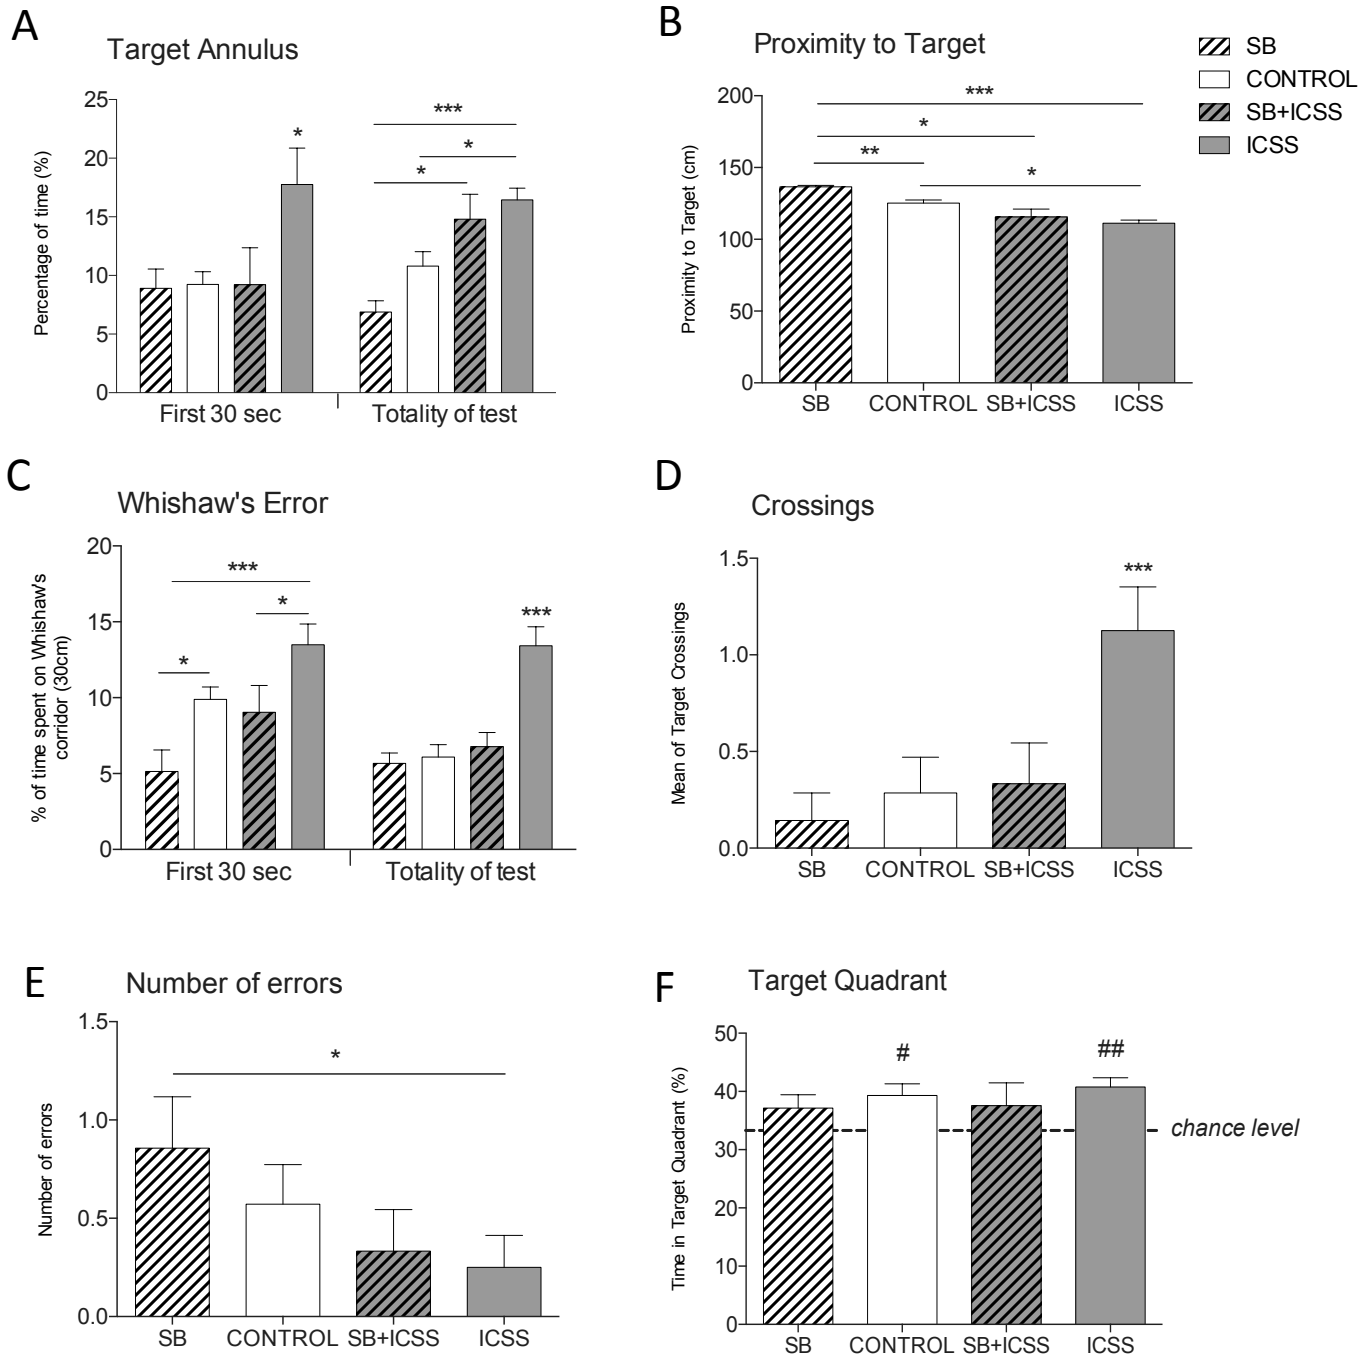 A
Target Annulus
Percentage of time (%)
25
20
15
10
5
0
*
***
*
*
First 30 sec
Totality of test
B
Proximity to Target
Proximity to Target (cm)
200
150
100
50
0
***
*
**
*
SB
CONTROL
SB+ICSS
ICSS
SB
CONTROL
SB+ICSS
ICSS
C
Whishaw's Error
% of time spent on Whishaw's
corridor (30cm)
20
15
10
5
0
***
*
*
***
First 30 sec
Totality of test
D
Crossings
Mean of Target Crossings
1.5
1.0
0.5
0.0
***
SB
CONTROL
SB+ICSS
ICSS
E
Number of errors
Number of errors
1.5
1.0
0.5
0.0
*
SB
CONTROL
SB+ICSS
ICSS
F
Target Quadrant
Time in Target Quadrant (%)
50
40
30
20
10
0
#
##
chance level
SB
CONTROL
SB+ICSS
ICSS